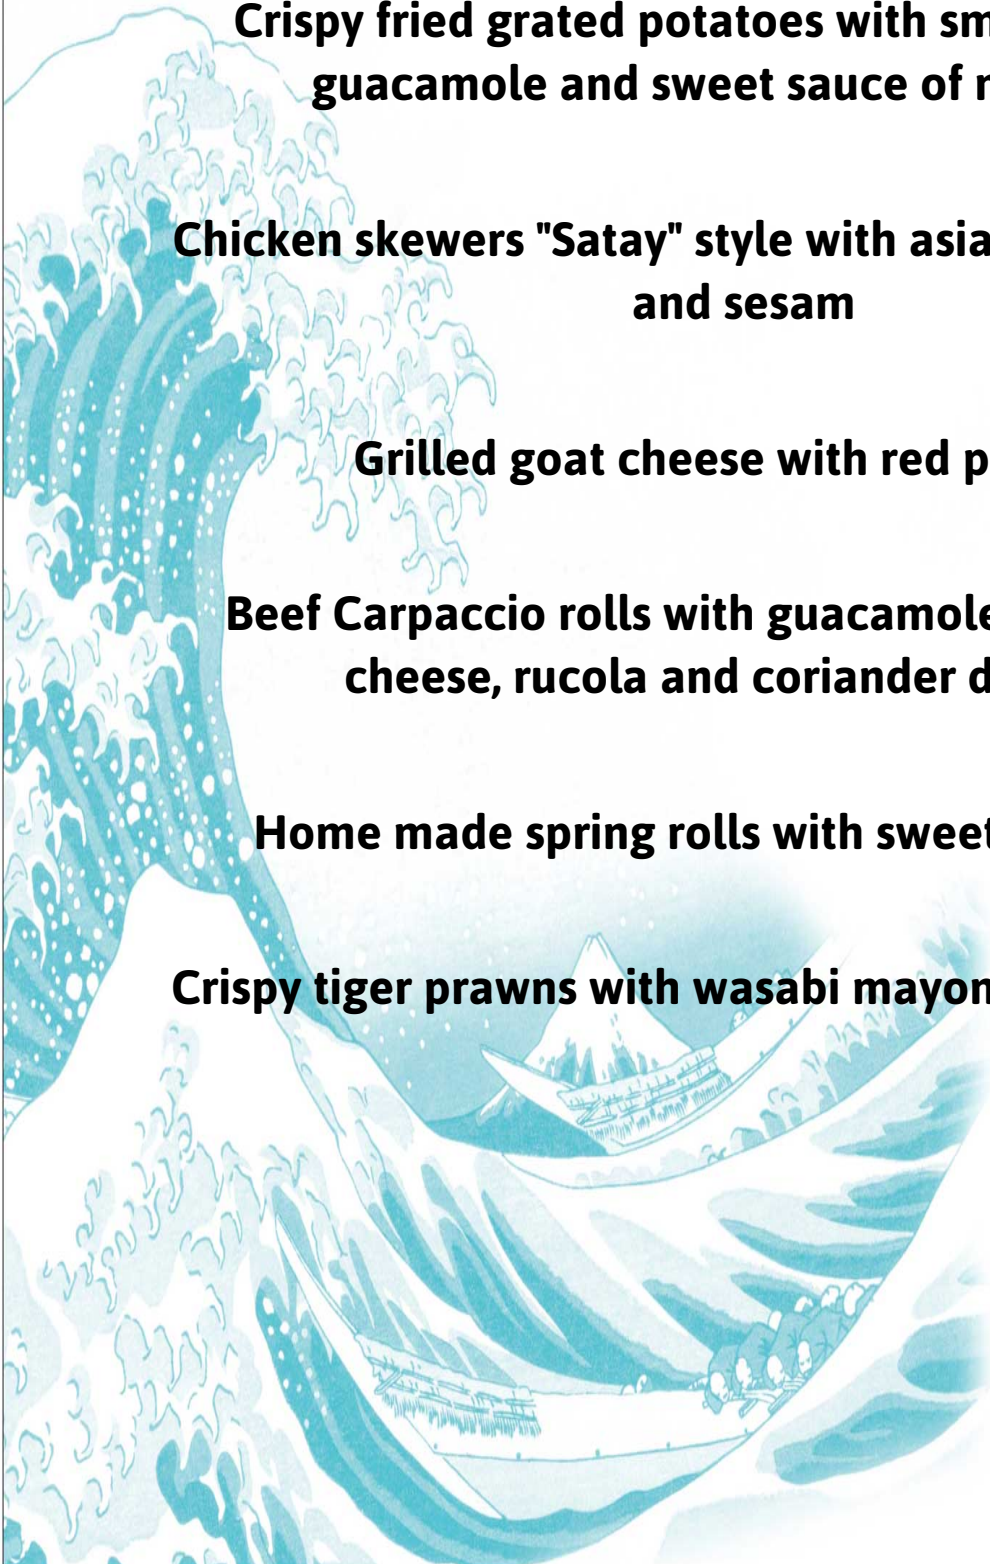 Crispy fried grated potatoes with sm
guacamole and sweet sauce of
Chicken skewers "Satay" style with asia
and sesam
Grilled goat cheese with red p
Beef Carpaccio rolls with guacamole
cheese, rucola and coriander d
Home made spring rolls with sweet
Crispy tiger prawns with wasabi mayon